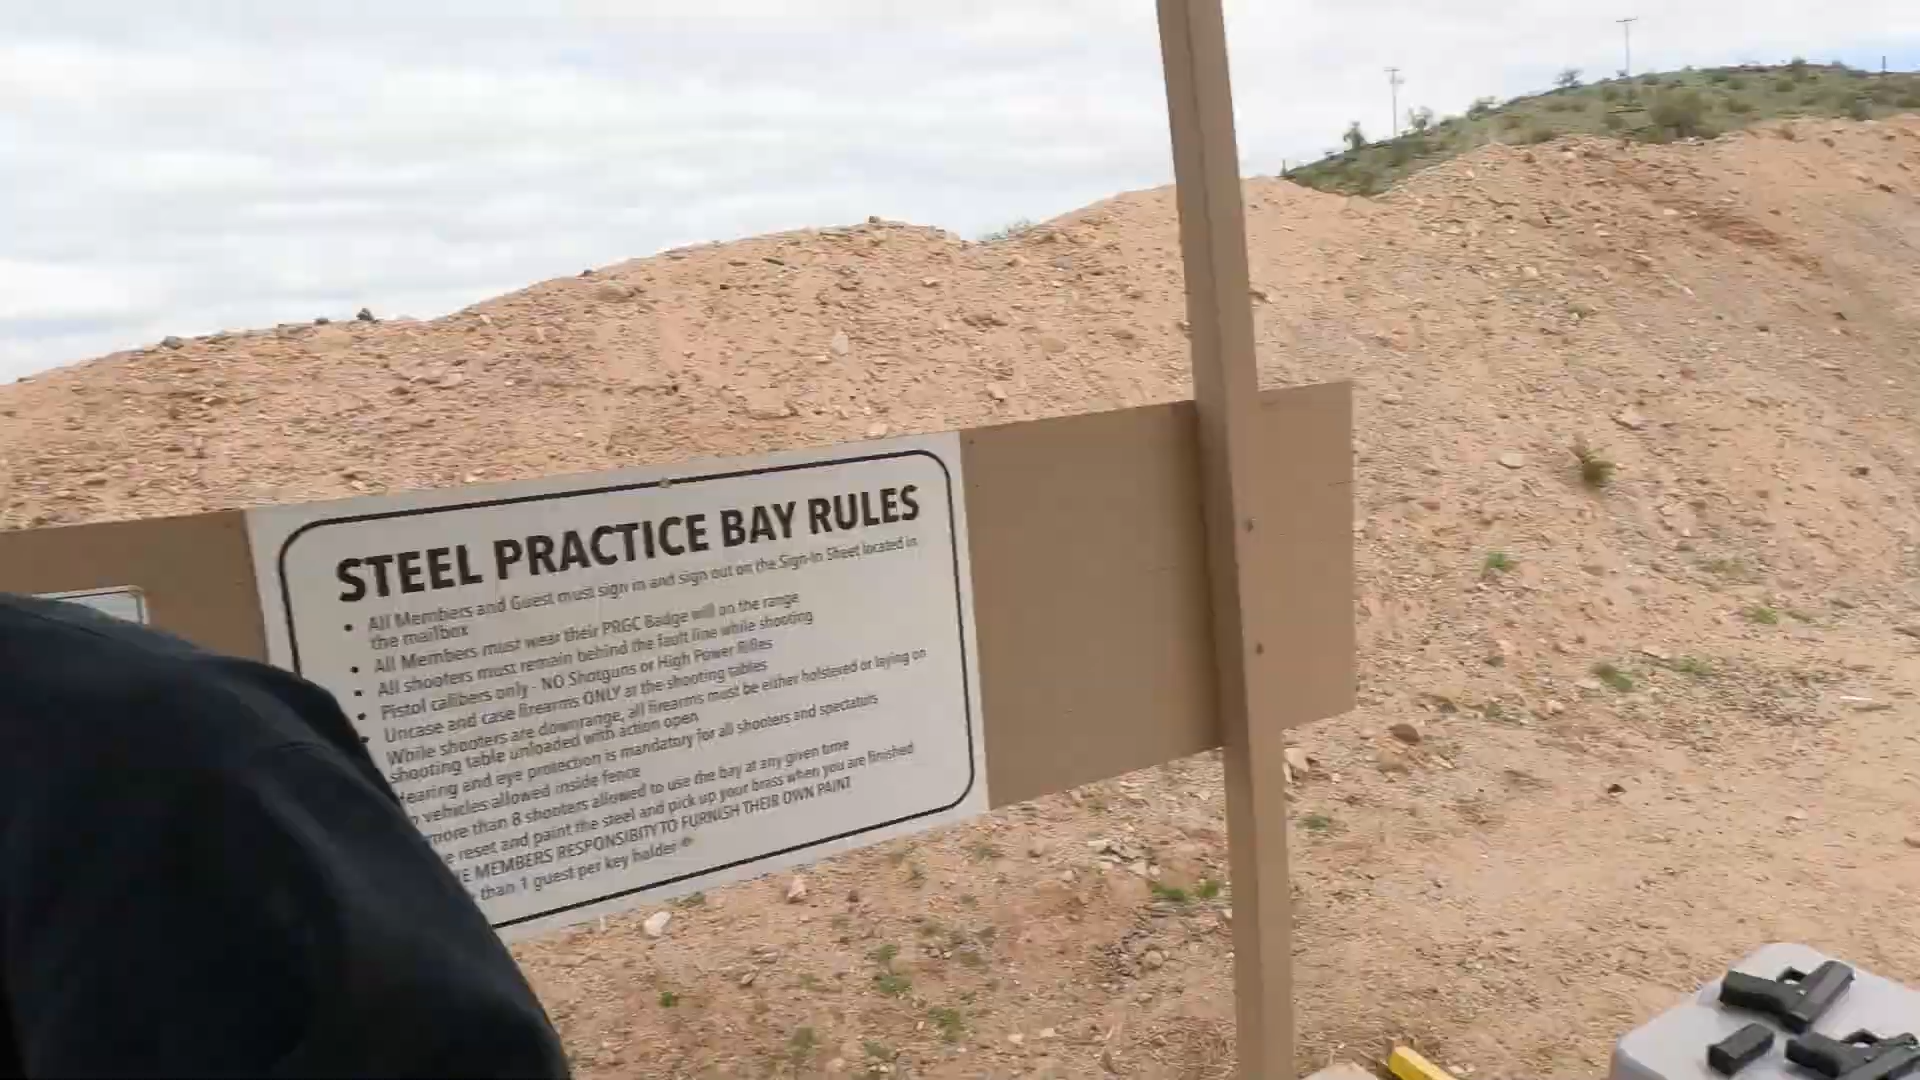 STEEL PRACTICE BAY RULES
• All Members and Guest must sign in and sign out on the Sign-In Sheet located in
the mailbox
• All Members must wear their PRGC Badge will on the range
• All shooters must remain behind the fault line while shooting
• Pistol calibers only - NO Shotguns or High Power Rifles
• Uncase and case firearms ONLY at the shooting tables
While shooters are downrange, all firearms must be either holstered or laying on
shooting table unloaded with action open
Hearing and eye protection is mandatory for all shooters and spectators
vehicles allowed inside fence
more than 8 shooters allowed to use the bay at any given time
reset and paint the steel and pick up your brass when you are finished
MEMBERS RESPONSIBITY TO FURNISH THEIR OWN PAINT
than 1 guest per key holder